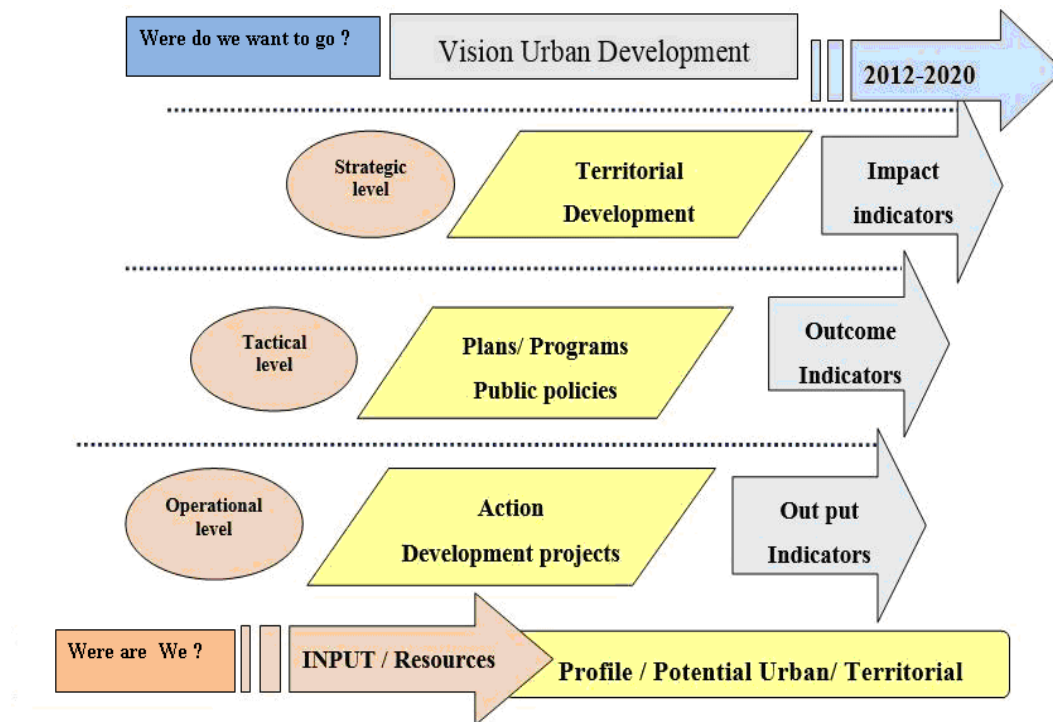 Were do we want to go ?
Vision Urban Development
2012-2020
Strategic
level
Territorial
Development
Impact
indicators
Tactical
level
Plans/ Programs
Public policies
Outcome
Indicators
Operational
level
Action
Development projects
Out put
Indicators
Were are We ?
INPUT / Resources
Profile / Potential Urban/ Territorial